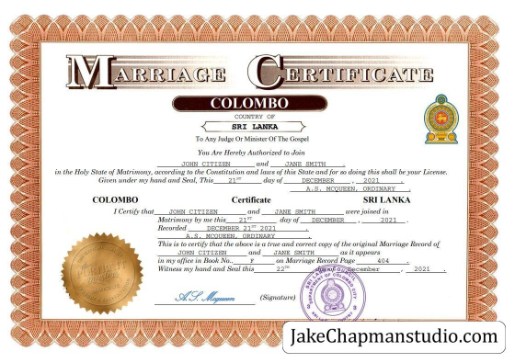 MARRIAGE CERTIFICATE
COLOMBO
COUNTRY OF
SRI LANKA
To Any Judge Or Minister Of The Gospel
You Are Hereby Authorized to Join
JOHN CITIZEN and JANE SMITH
in the Holy State of Matrimony, according to the Constitution and laws of this State and for so doing this shall be your License.
Given under my hand and Seal, This 21ST day of DECEMBER , 2021 .
A.S. MCQUEEN, ORDINARY
COLOMBO Certificate SRI LANKA
I Certify that JOHN CITIZEN and JANE SMITH were joined in
Matrimony by me this 21ST day of DECEMBER , 2021 .
Recorded DECEMBER 21ST 2021 ,
A.S. MCQUEEN, ORDINARY .
This is to certify that the above is a true and correct copy of the original Marriage Record of
JOHN CITIZEN and JANE SMITH as it appears
in my office in Book No. F as Marriage Record Page 404 .
Witness my hand and Seal this 22ND day of December , 2021 .
A.S. Mcqueen (Signature)
JakeChapmanstudio.com